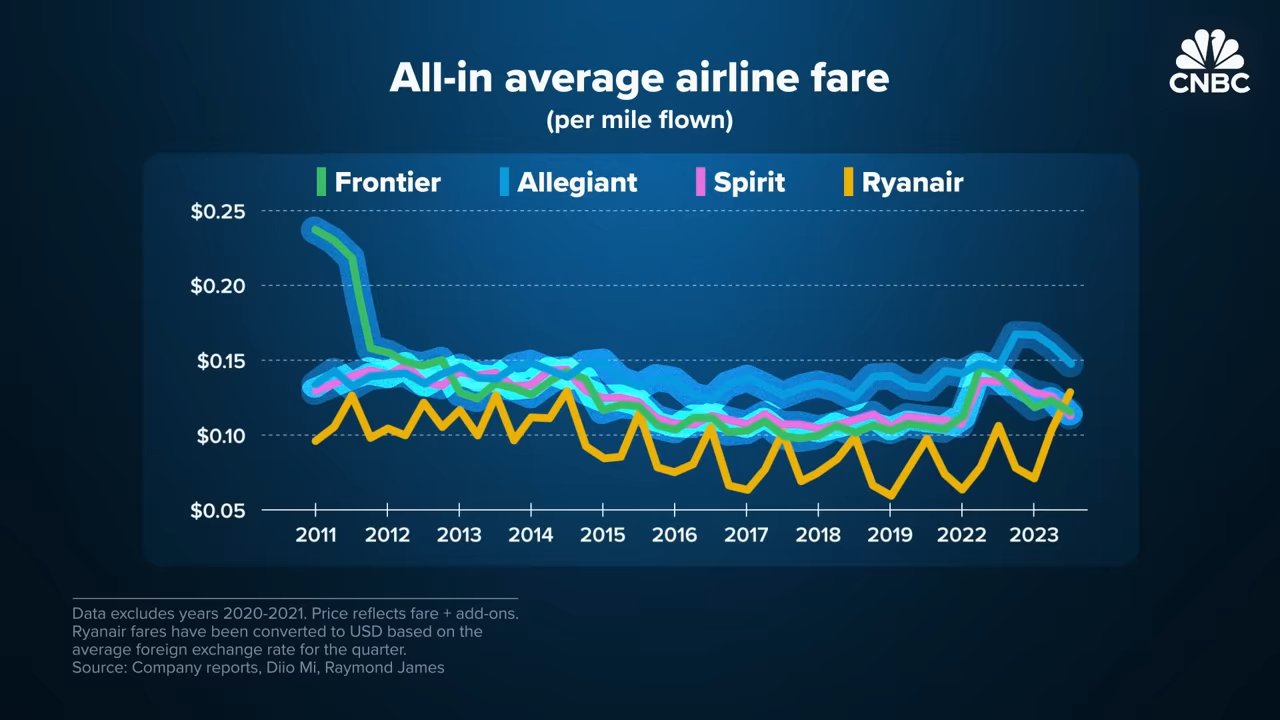 CNBC
All-in average airline fare
(per mile flown)
Frontier Allegiant Spirit Ryanair
$0.25
$0.20
$0.15
$0.10
$0.05
2011 2012 2013 2014 2015 2016 2017 2018 2019 2022 2023
Data excludes years 2020-2021. Price reflects fare + add-ons.
Ryanair fares have been converted to USD based on the
average foreign exchange rate for the quarter.
Source: Company reports, Diio Mi, Raymond James